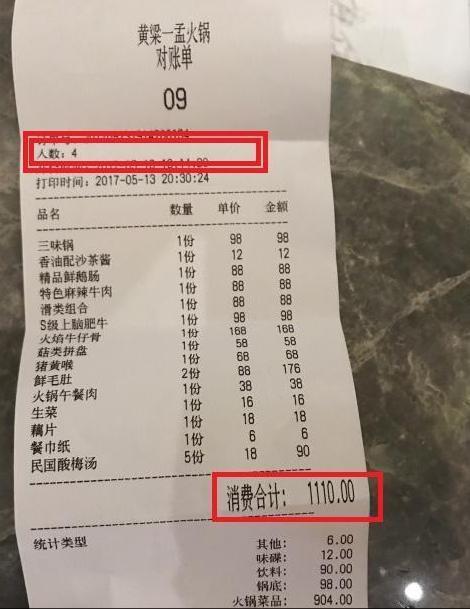 黄梁一孟火锅
对账单
09
人数：4
打印时间：2017-05-13 20:30:24
品名 数量 单价 金额
三味锅 1份 98 98
香油配沙茶酱 1份 12 12
精品鲜鹅肠 1份 88 88
特色麻辣牛肉 1份 88 88
滑类组合 1份 88 88
S级上脑肥牛 1份 98 98
火焰牛仔骨 1份 168 168
菇类拼盘 1份 58 58
猪黄喉 1份 68 68
鲜毛肚 2份 88 176
火锅午餐肉 1份 38 38
生菜 1份 16 16
藕片 1份 18 18
餐巾纸 1份 6 6
民国酸梅汤 5份 18 90
消费合计： 1110.00
统计类型 其他： 6.00
味碟： 12.00
饮料： 90.00
锅底： 98.00
火锅菜品： 904.00